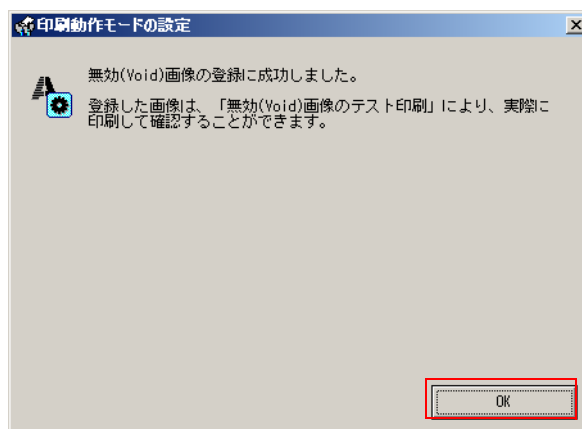 印刷動作モードの設定
無効(Void)画像の登録に成功しました。
登録した画像は、「無効(Void)画像のテスト印刷」により、実際に
印刷して確認することができます。
OK